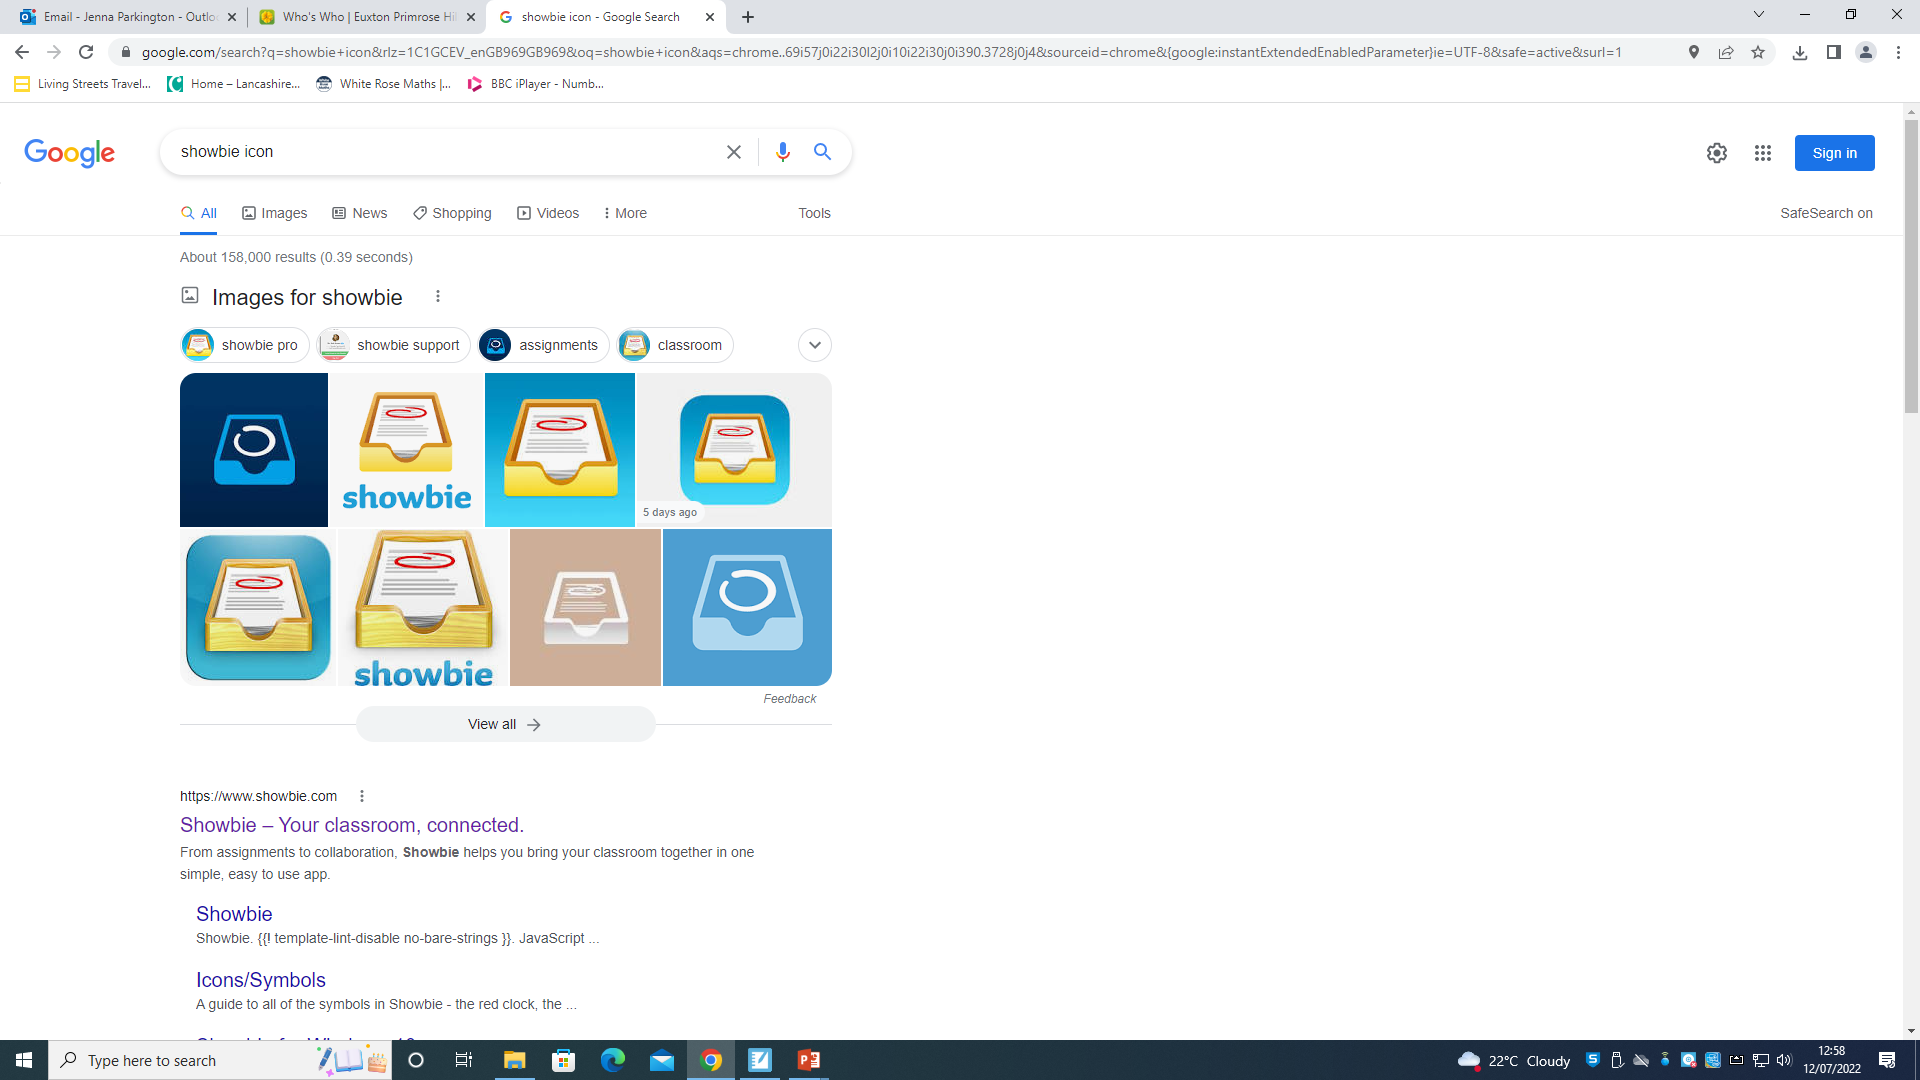 Email - Jenna Parkington - Outlo
Who's Who | Euxton Primrose Hil
showbie icon - Google Search
google.com/search?q=showbie+icon&rlz=1C1GCEV_enGB969GB969&oq=showbie+icon&aqs=chrome..69i57j0i22i30l2j0i10i22i30j0i390.3728j0j4&sourceid=chrome&{google:instantExtendedEnabledParameter}ie=UTF-8&safe=active&surl=1
Living Streets Travel...
Home – Lancashire...
White Rose Maths |...
BBC iPlayer - Numb...
Google
showbie icon
Sign in
All
Images
News
Shopping
Videos
More
Tools
SafeSearch on
About 158,000 results (0.39 seconds)
Images for showbie
showbie pro
showbie support
assignments
classroom
showbie
5 days ago
showbie
Feedback
View all
https://www.showbie.com
Showbie – Your classroom, connected.
From assignments to collaboration, Showbie helps you bring your classroom together in one
simple, easy to use app.
Showbie
Showbie. {{! template-lint-disable no-bare-strings }}. JavaScript ...
Icons/Symbols
A guide to all of the symbols in Showbie - the red clock, the ...
Type here to search
22°C Cloudy
12:58
12/07/2022